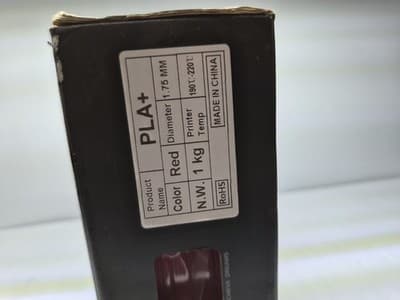 Product
Name
PLA+
Color Red Diameter 1.75 MM
N.W. 1 kg Printer
Temp 190℃-220℃
RoHS MADE IN CHINA